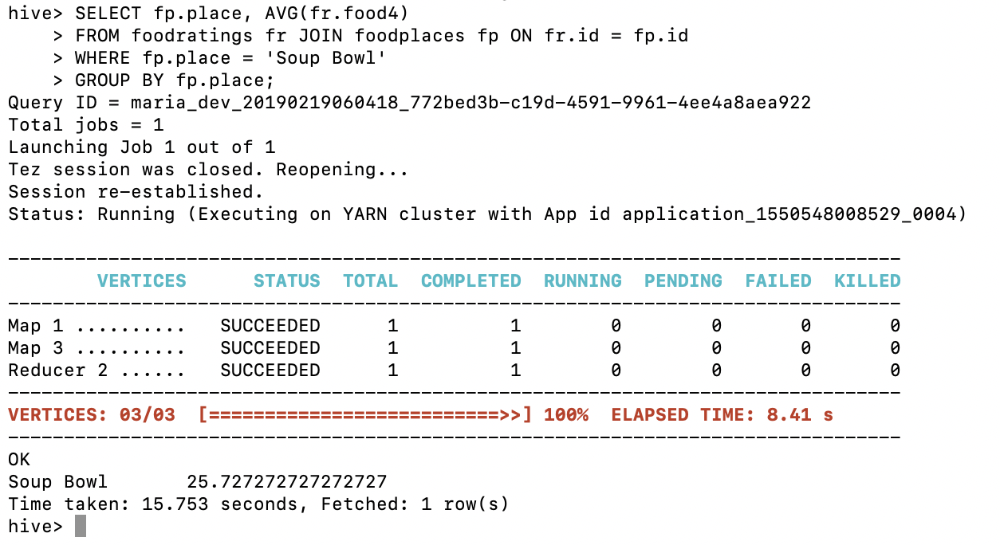 hive> SELECT fp.place, AVG(fr.food4)
    > FROM foodratings fr JOIN foodplaces fp ON fr.id = fp.id
    > WHERE fp.place = 'Soup Bowl'
    > GROUP BY fp.place;
Query ID = maria_dev_20190219060418_772bed3b-c19d-4591-9961-4ee4a8aea922
Total jobs = 1
Launching Job 1 out of 1
Tez session was closed. Reopening...
Session re-established.
Status: Running (Executing on YARN cluster with App id application_1550548008529_0004)
--------------------------------------------------------------------------------
        VERTICES      STATUS  TOTAL  COMPLETED  RUNNING  PENDING  FAILED  KILLED
--------------------------------------------------------------------------------
Map 1 ..........   SUCCEEDED      1          1        0        0       0       0
Map 3 ..........   SUCCEEDED      1          1        0        0       0       0
Reducer 2 ......   SUCCEEDED      1          1        0        0       0       0
--------------------------------------------------------------------------------
VERTICES: 03/03  [==========================>>] 100%  ELAPSED TIME: 8.41 s
--------------------------------------------------------------------------------
OK
Soup Bowl       25.727272727272727
Time taken: 15.753 seconds, Fetched: 1 row(s)
hive>